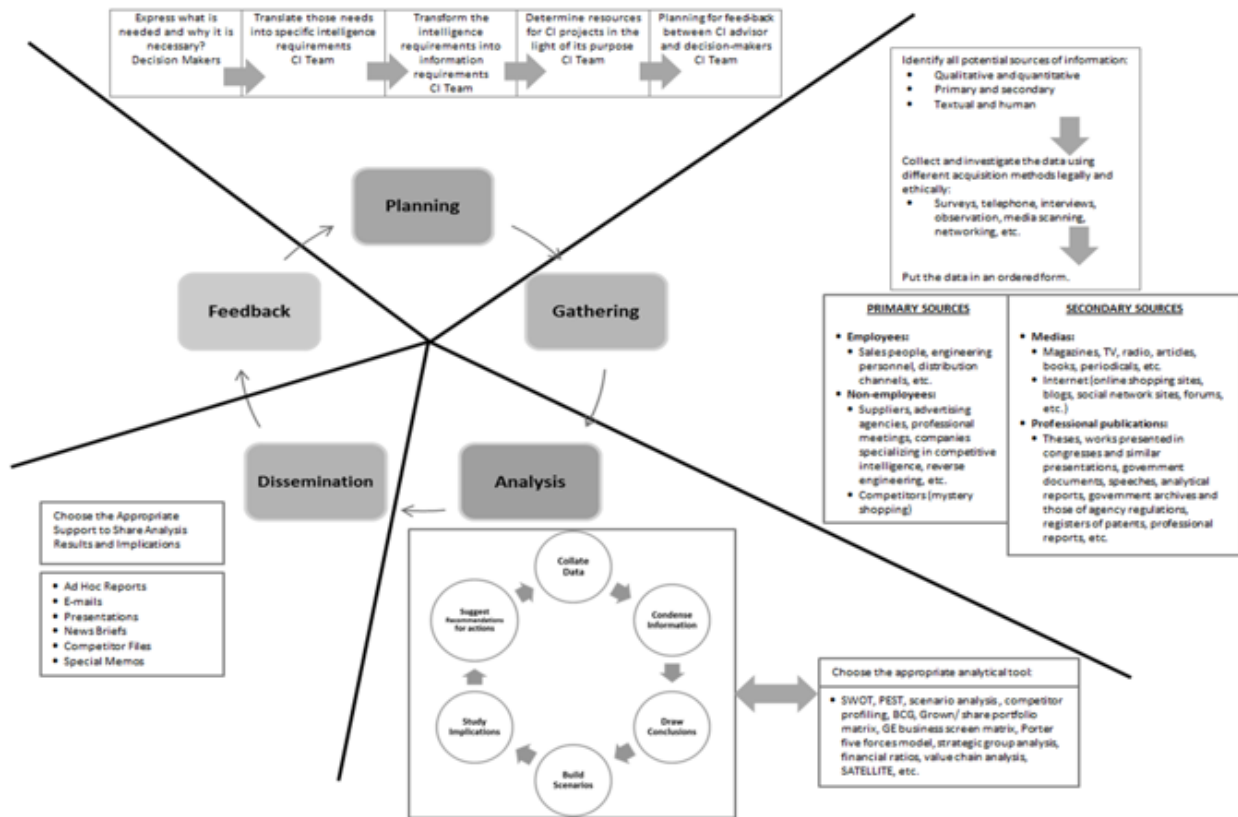 Express what is
needed and why it is
necessary?
Decision Makers
Translate those needs
into specific intelligence
requirements
CI Team
Transform the
intelligence
requirements into
information
requirements
CI Team
Determine resources
for CI projects in the
light of its purpose
CI Team
Planning for feed-back
between CI advisor
and decision-makers
CI Team
Identify all potential sources of information:
• Qualitative and quantitative
• Primary and secondary
• Textual and human
Collect and investigate the data using
different acquisition methods legally and
ethically:
• Surveys, telephone, interviews,
observation, media scanning,
networking, etc.
Put the data in an ordered form.
Planning
Feedback
Gathering
Dissemination
Analysis
PRIMARY SOURCES
• Employees:
• Sales people, engineering
personnel, distribution
channels, etc.
• Non-employees:
• Suppliers, advertising
agencies, professional
meetings, companies
specializing in competitive
intelligence, reverse
engineering, etc.
• Competitors (mystery
shopping)
SECONDARY SOURCES
• Medias:
• Magazines, TV, radio, articles,
books, periodicals, etc.
• Internet (online shopping sites,
blogs, social network sites, forums,
etc.)
• Professional publications:
• Theses, works presented in
congresses and similar
presentations, government
documents, speeches, analytical
reports, government archives and
those of agency regulations,
registers of patents, professional
reports, etc.
Choose the Appropriate
Support to Share Analysis
Results and Implications
• Ad Hoc Reports
• E-mails
• Presentations
• News Briefs
• Competitor Files
• Special Memos
Collate
Data
Condense
Information
Draw
Conclusions
Build
Scenarios
Study
Implications
Suggest
Recommendations
for actions
Choose the appropriate analytical tool:
• SWOT, PEST, scenario analysis , competitor
profiling, BCG, Grown/ share portfolio
matrix, GE business screen matrix, Porter
five forces model, strategic group analysis,
financial ratios, value chain analysis,
SATELLITE, etc.